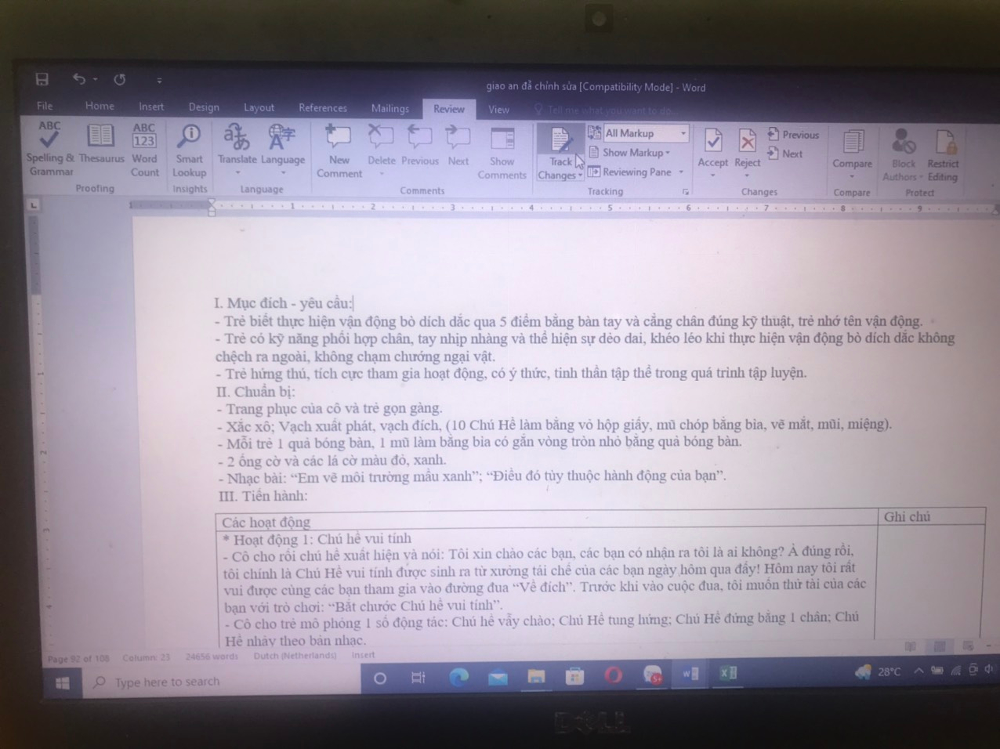 giao an đã chỉnh sửa [Compatibility Mode] - Word
File Home Insert Design Layout References Mailings Review View Tell me what you want to do...
ABC Spelling & Grammar
Thesaurus
ABC 123 Word Count
Proofing
Smart Lookup
Insights
Translate Language
Language
New Comment
Delete Previous Next
Show Comments
Comments
Track Changes
All Markup
Show Markup
Reviewing Pane
Tracking
Accept Reject
Previous
Next
Changes
Compare
Compare
Block Authors
Restrict Editing
Protect
1 1 2 3 4 5 6 7 8 9
I. Mục đích - yêu cầu:
- Trẻ biết thực hiện vận động bò dích dắc qua 5 điểm bằng bàn tay và cẳng chân đúng kỹ thuật, trẻ nhớ tên vận động.
- Trẻ có kỹ năng phối hợp chân, tay nhịp nhàng và thể hiện sự dẻo dai, khéo léo khi thực hiện vận động bò dích dắc không
chệch ra ngoài, không chạm chướng ngại vật.
- Trẻ hứng thú, tích cực tham gia hoạt động, có ý thức, tinh thần tập thể trong quá trình tập luyện.
II. Chuẩn bị:
- Trang phục của cô và trẻ gọn gàng.
- Xắc xô; Vạch xuất phát, vạch đích, (10 Chú Hề làm bằng vỏ hộp giấy, mũ chóp bằng bìa, vẽ mắt, mũi, miệng).
- Mỗi trẻ 1 quả bóng bàn, 1 mũ làm bằng bìa có gắn vòng tròn nhỏ bằng quả bóng bàn.
- 2 ống cờ và các lá cờ màu đỏ, xanh.
- Nhạc bài: “Em vẽ môi trường mầu xanh”; “Điều đó tùy thuộc hành động của bạn”.
III. Tiến hành:
Các hoạt động Ghi chú
* Hoạt động 1: Chú hề vui tính
- Cô cho rối chú hề xuất hiện và nói: Tôi xin chào các bạn, các bạn có nhận ra tôi là ai không? À đúng rồi,
tôi chính là Chú Hề vui tính được sinh ra từ xưởng tái chế của các bạn ngày hôm qua đấy! Hôm nay tôi rất
vui được cùng các bạn tham gia vào đường đua “Về đích”. Trước khi vào cuộc đua, tôi muốn thử tài của các
bạn với trò chơi: “Bắt chước Chú hề vui tính”.
- Cô cho trẻ mô phỏng 1 số động tác: Chú hề vẫy chào; Chú Hề tung hứng; Chú Hề đứng bằng 1 chân; Chú
Hề nhảy theo bản nhạc.
Page 92 of 108 Column: 23 24656 words Dutch (Netherlands) Insert
Type here to search 5+ 28°C
DELL